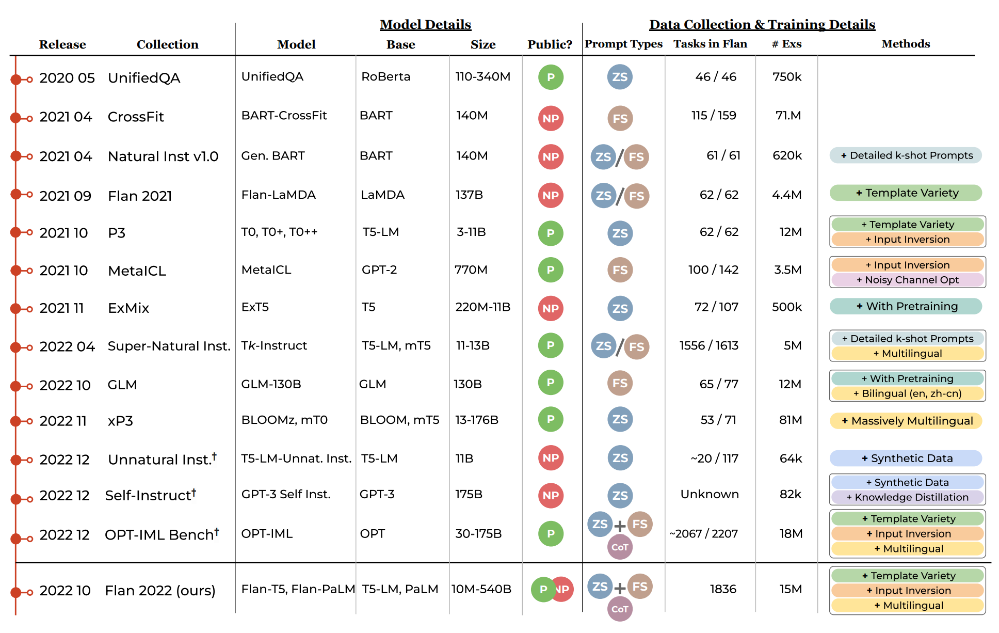 Model Details Data Collection & Training Details
Release Collection Model Base Size Public? Prompt Types Tasks in Flan # Exs Methods
2020 05 UnifiedQA UnifiedQA RoBerta 110-340M P ZS 46 / 46 750k
2021 04 CrossFit BART-CrossFit BART 140M NP FS 115 / 159 71.M
2021 04 Natural Inst v1.0 Gen. BART BART 140M NP ZS / FS 61 / 61 620k + Detailed k-shot Prompts
2021 09 Flan 2021 Flan-LaMDA LaMDA 137B NP ZS / FS 62 / 62 4.4M + Template Variety
2021 10 P3 T0, T0+, T0++ T5-LM 3-11B P ZS 62 / 62 12M + Template Variety
+ Input Inversion
2021 10 MetaICL MetaICL GPT-2 770M P FS 100 / 142 3.5M + Input Inversion
+ Noisy Channel Opt
2021 11 ExMix ExT5 T5 220M-11B NP ZS 72 / 107 500k + With Pretraining
2022 04 Super-Natural Inst. Tk-Instruct T5-LM, mT5 11-13B P ZS / FS 1556 / 1613 5M + Detailed k-shot Prompts
+ Multilingual
2022 10 GLM GLM-130B GLM 130B P FS 65 / 77 12M + With Pretraining
+ Bilingual (en, zh-cn)
2022 11 xP3 BLOOMz, mT0 BLOOM, mT5 13-176B P ZS 53 / 71 81M + Massively Multilingual
2022 12 Unnatural Inst.† T5-LM-Unnat. Inst. T5-LM 11B NP ZS ~20 / 117 64k + Synthetic Data
2022 12 Self-Instruct† GPT-3 Self Inst. GPT-3 175B NP ZS Unknown 82k + Synthetic Data
+ Knowledge Distillation
2022 12 OPT-IML Bench† OPT-IML OPT 30-175B P ZS + FS CoT ~2067 / 2207 18M + Template Variety
+ Input Inversion
+ Multilingual
2022 10 Flan 2022 (ours) Flan-T5, Flan-PaLM T5-LM, PaLM 10M-540B P NP ZS + FS CoT 1836 15M + Template Variety
+ Input Inversion
+ Multilingual